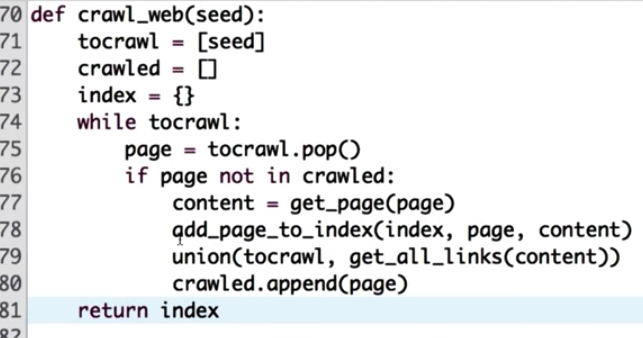 70 def crawl_web(seed):
71     tocrawl = [seed]
72     crawled = []
73     index = {}
74     while tocrawl:
75         page = tocrawl.pop()
76         if page not in crawled:
77             content = get_page(page)
78             add_page_to_index(index, page, content)
79             union(tocrawl, get_all_links(content))
80             crawled.append(page)
81     return index
82